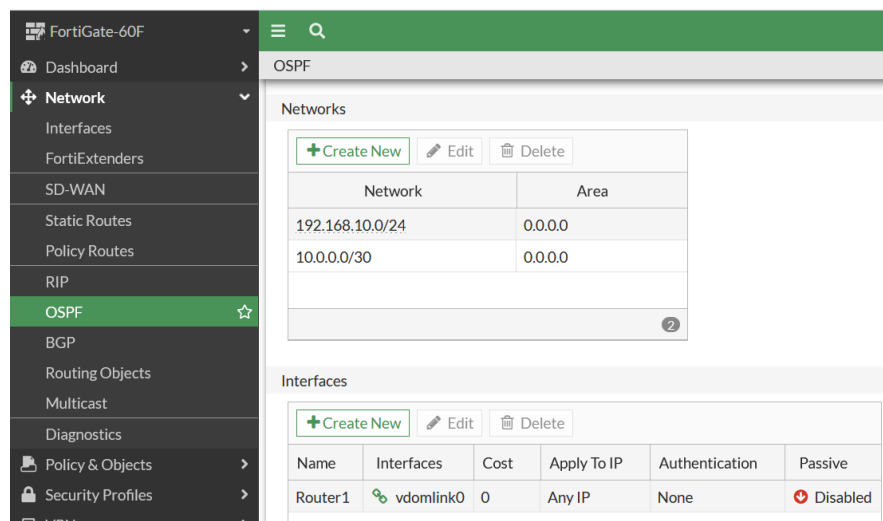 FortiGate-60F
Dashboard
Network
Interfaces
FortiExtenders
SD-WAN
Static Routes
Policy Routes
RIP
OSPF
BGP
Routing Objects
Multicast
Diagnostics
Policy & Objects
Security Profiles
OSPF
Networks
Create New Edit Delete
Network Area
192.168.10.0/24 0.0.0.0
10.0.0.0/30 0.0.0.0
2
Interfaces
Create New Edit Delete
Name Interfaces Cost Apply To IP Authentication Passive
Router1 vdomlink0 0 Any IP None Disabled